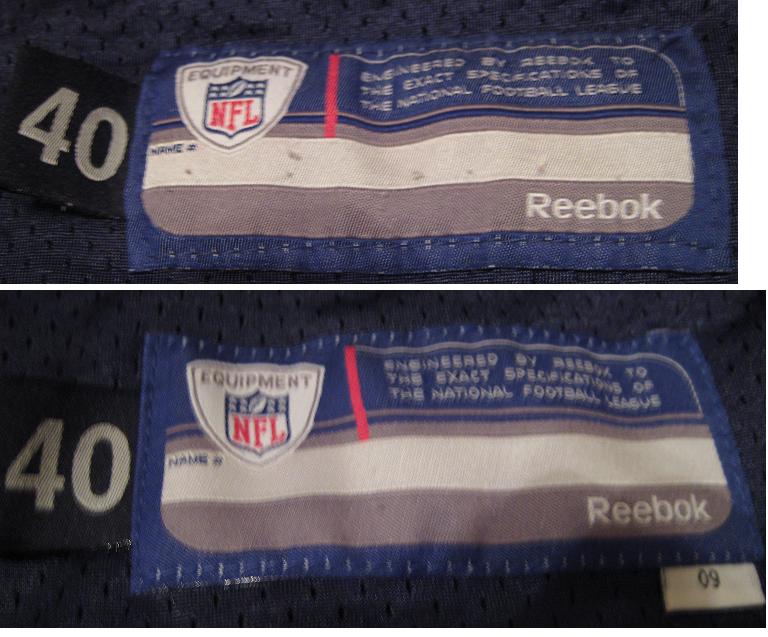 40
EQUIPMENT
NFL
ENGINEERED BY REEBOK TO
THE EXACT SPECIFICATIONS OF
THE NATIONAL FOOTBALL LEAGUE
NAME #
Reebok
40
EQUIPMENT
NFL
ENGINEERED BY REEBOK TO
THE EXACT SPECIFICATIONS OF
THE NATIONAL FOOTBALL LEAGUE
NAME #
Reebok
09